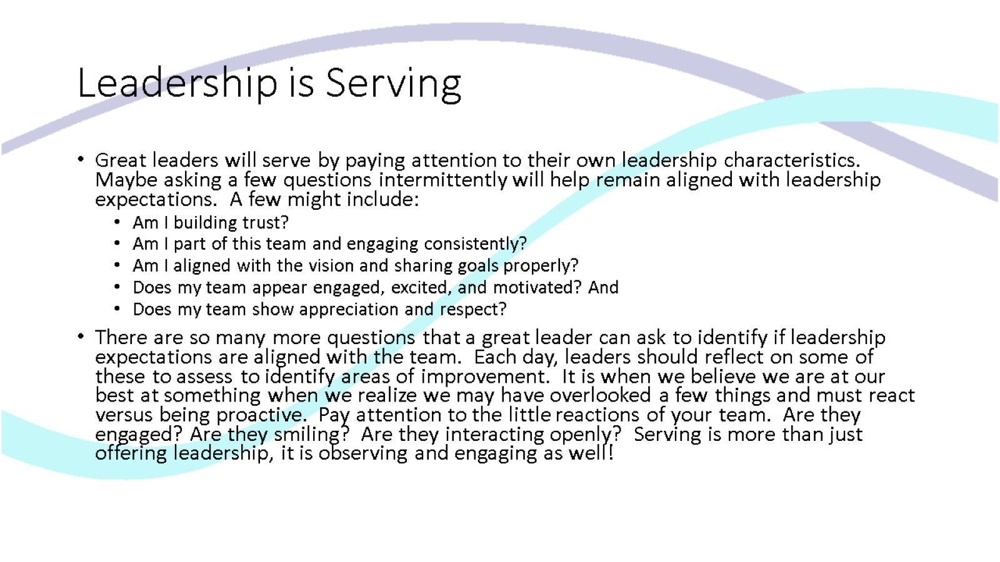 Leadership is Serving
• Great leaders will serve by paying attention to their own leadership characteristics.
Maybe asking a few questions intermittently will help remain aligned with leadership
expectations.  A few might include:
• Am I building trust?
• Am I part of this team and engaging consistently?
• Am I aligned with the vision and sharing goals properly?
• Does my team appear engaged, excited, and motivated? And
• Does my team show appreciation and respect?
• There are so many more questions that a great leader can ask to identify if leadership
expectations are aligned with the team.  Each day, leaders should reflect on some of
these to assess to identify areas of improvement.  It is when we believe we are at our
best at something when we realize we may have overlooked a few things and must react
versus being proactive.  Pay attention to the little reactions of your team.  Are they
engaged? Are they smiling?  Are they interacting openly?  Serving is more than just
offering leadership, it is observing and engaging as well!